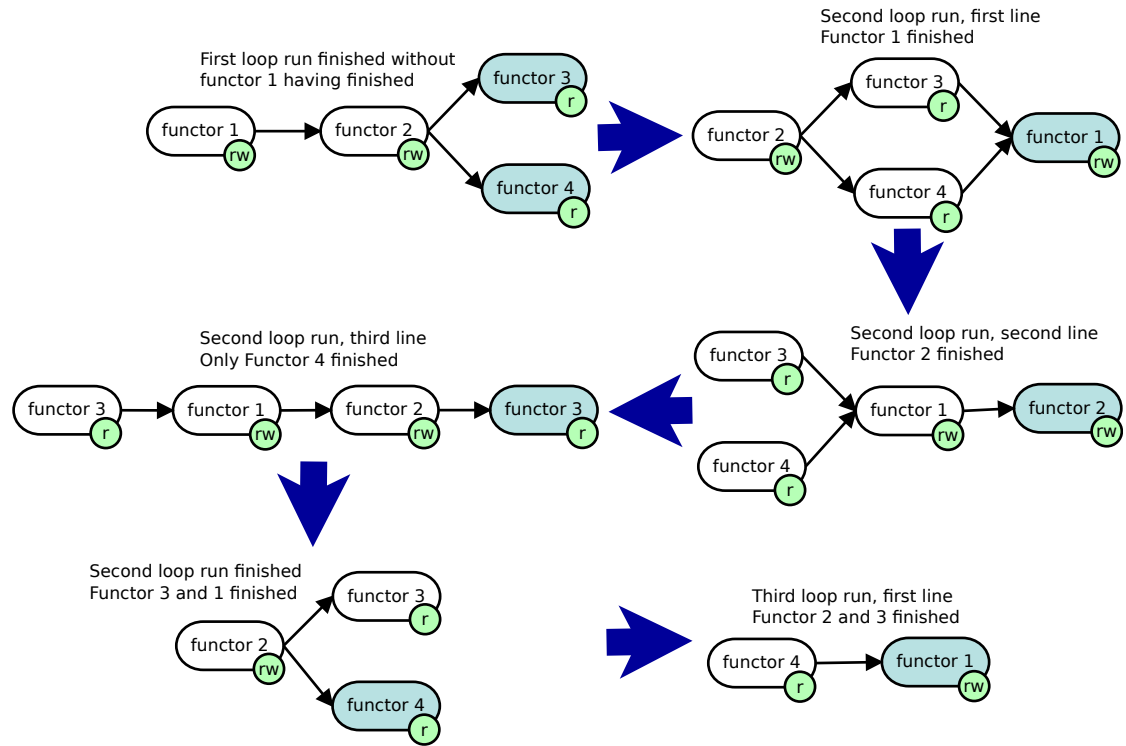 First loop run finished without
functor 1 having finished
functor 1
rw
functor 2
rw
functor 3
r
functor 4
r
Second loop run, first line
Functor 1 finished
functor 2
rw
functor 3
r
functor 4
r
functor 1
rw
Second loop run, second line
Functor 2 finished
functor 3
r
functor 4
r
functor 1
rw
functor 2
rw
Second loop run, third line
Only Functor 4 finished
functor 3
r
functor 1
rw
functor 2
rw
functor 3
r
Second loop run finished
Functor 3 and 1 finished
functor 2
rw
functor 3
r
functor 4
r
Third loop run, first line
Functor 2 and 3 finished
functor 4
r
functor 1
rw